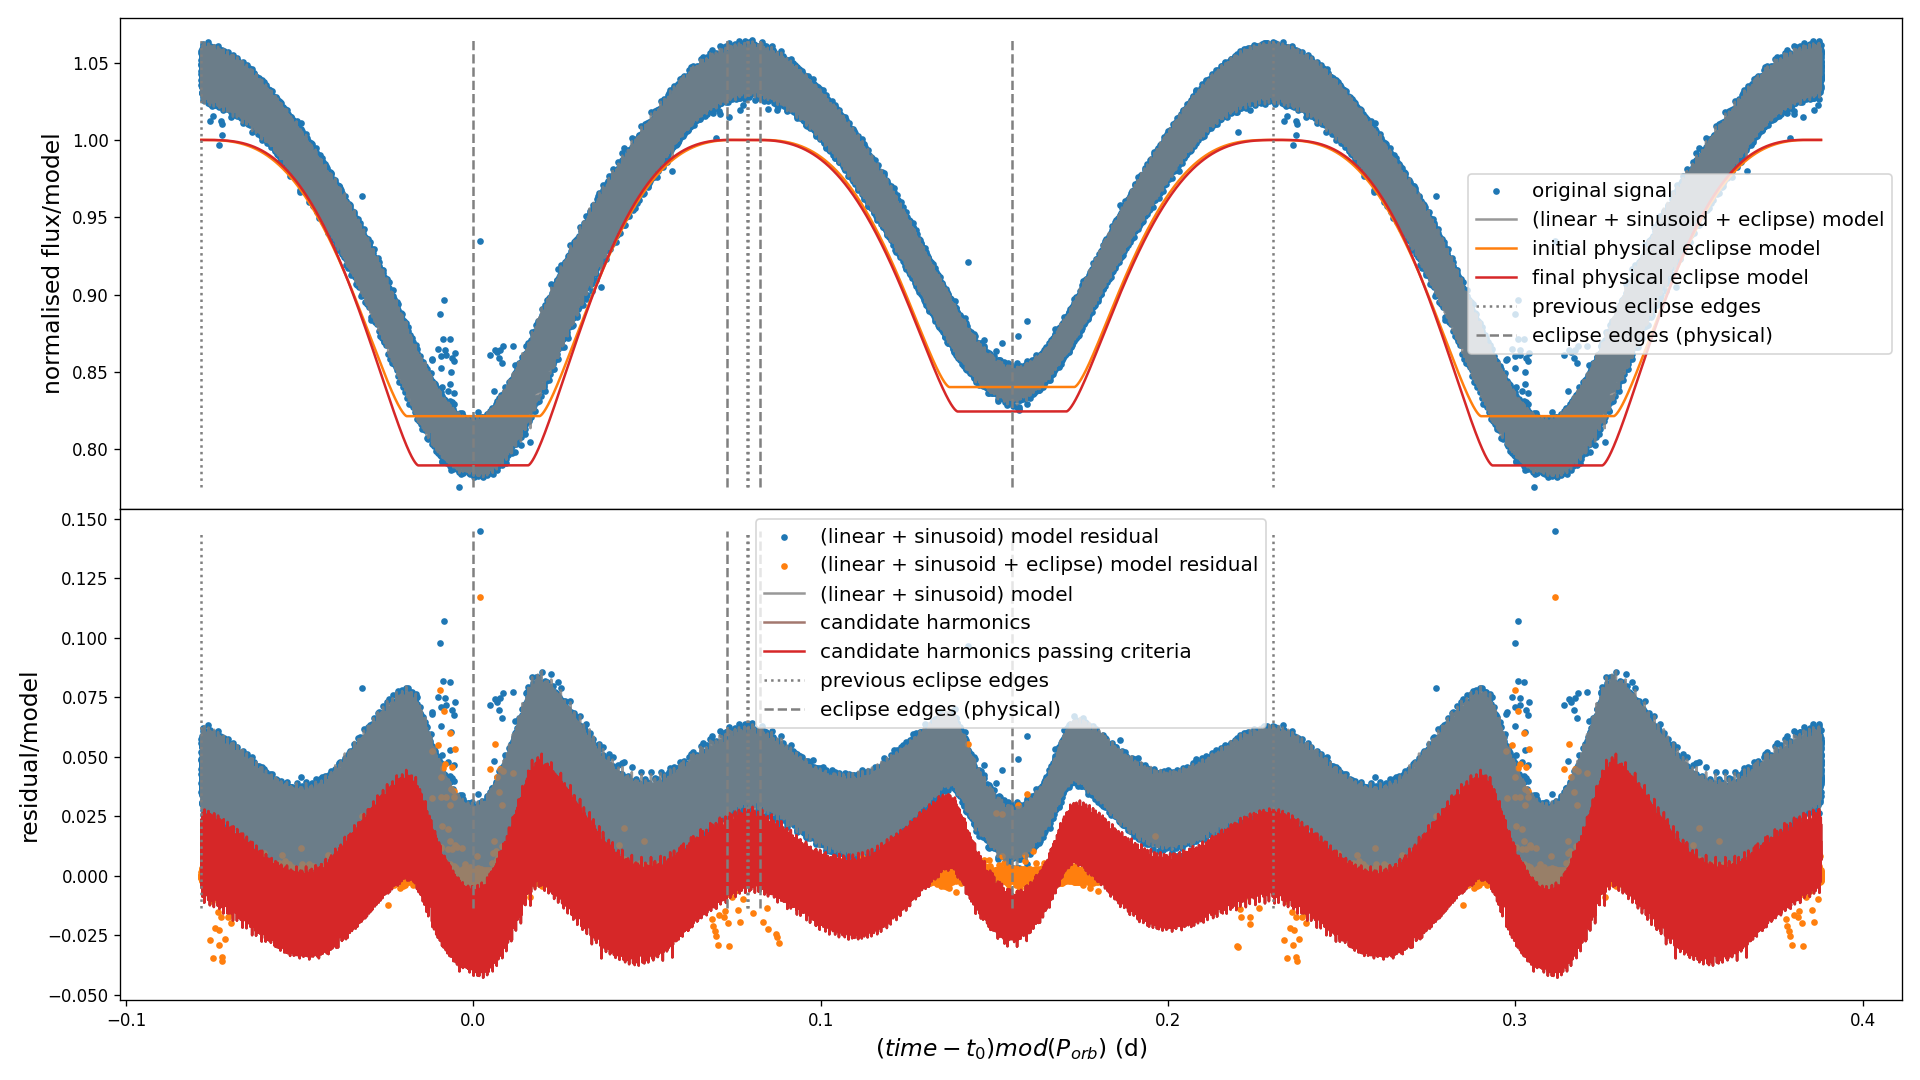 normalised flux/model
1.05
1.00
0.95
0.90
0.85
0.80
original signal
(linear + sinusoid + eclipse) model
initial physical eclipse model
final physical eclipse model
previous eclipse edges
eclipse edges (physical)
residual/model
0.150
0.125
0.100
0.075
0.050
0.025
0.000
−0.025
−0.050
(linear + sinusoid) model residual
(linear + sinusoid + eclipse) model residual
(linear + sinusoid) model
candidate harmonics
candidate harmonics passing criteria
previous eclipse edges
eclipse edges (physical)
−0.1 0.0 0.1 0.2 0.3 0.4
(time − t₀)mod(P_orb) (d)